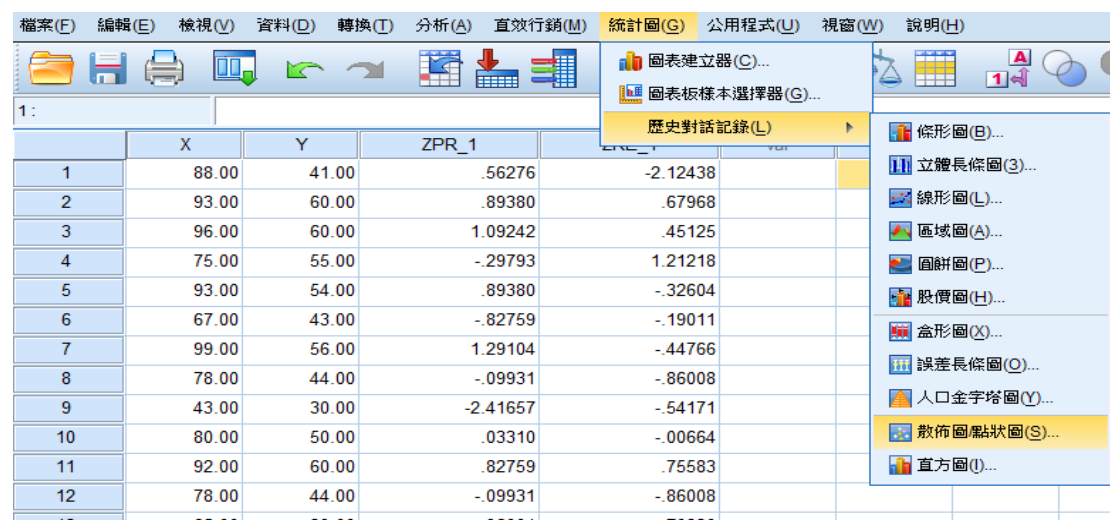 檔案(F) 編輯(E) 檢視(V) 資料(D) 轉換(T) 分析(A) 直效行銷(M) 統計圖(G) 公用程式(U) 視窗(W) 說明(H)
圖表建立器(C)...
圖表板樣本選擇器(G)...
歷史對話記錄(L)
條形圖(B)...
立體長條圖(3)...
線形圖(L)...
區域圖(A)...
圓餅圖(P)...
股價圖(H)...
盒形圖(X)...
誤差長條圖(O)...
人口金字塔圖(Y)...
散佈圖/點狀圖(S)...
直方圖(I)...
A
1
1 :
X Y ZPR_1
1 88.00 41.00 .56276 -2.12438
2 93.00 60.00 .89380 .67968
3 96.00 60.00 1.09242 .45125
4 75.00 55.00 -.29793 1.21218
5 93.00 54.00 .89380 -.32604
6 67.00 43.00 -.82759 -.19011
7 99.00 56.00 1.29104 -.44766
8 78.00 44.00 -.09931 -.86008
9 43.00 30.00 -2.41657 -.54171
10 80.00 50.00 .03310 -.00664
11 92.00 60.00 .82759 .75583
12 78.00 44.00 -.09931 -.86008